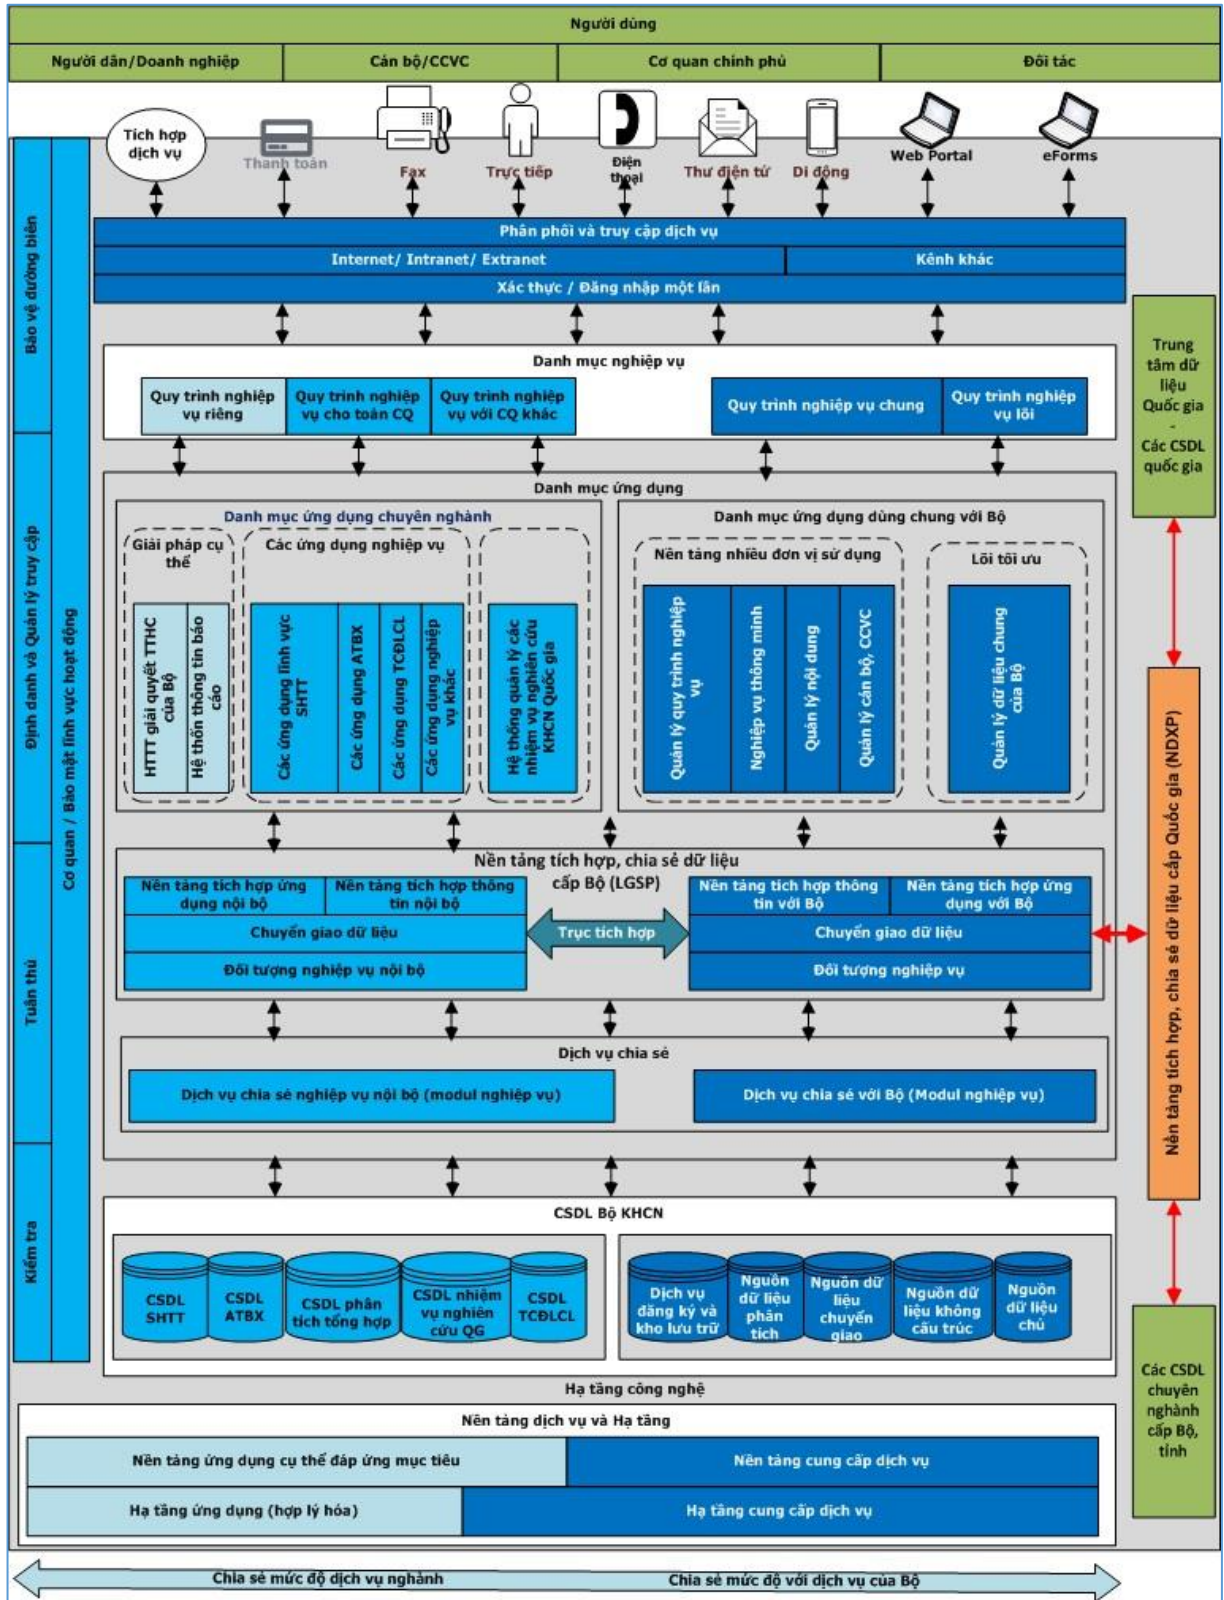 Người dùng
Người dân/Doanh nghiệp
Cán bộ/CCVC
Cơ quan chính phủ
Đối tác
Tích hợp
dịch vụ
Thanh toán
Fax
Trực tiếp
Điện
thoại
Thư điện tử
Di động
Web Portal
eForms
Phân phối và truy cập dịch vụ
Internet/ Intranet/ Extranet
Kênh khác
Xác thực / Đăng nhập một lần
Bảo vệ đường biên
Định danh và Quản lý truy cập
Tuân thủ
Kiểm tra
Cơ quan / Bảo mật lĩnh vực hoạt động
Danh mục nghiệp vụ
Quy trình nghiệp
vụ riêng
Quy trình nghiệp
vụ cho toàn CQ
Quy trình nghiệp
vụ với CQ khác
Quy trình nghiệp vụ chung
Quy trình nghiệp
vụ lõi
Danh mục ứng dụng
Danh mục ứng dụng chuyên nghành
Giải pháp cụ
thể
HTTT giải quyết TTHC
của Bộ
Hệ thốn thông tin báo
cáo
Các ứng dụng nghiệp vụ
Các ứng dụng lĩnh vực
SHTT
Các ứng dụng ATBX
Các ứng dụng TCĐLCL
Các ứng dụng nghiệp
vụ khác
Hệ thống quản lý các
nhiệm vụ nghiên cứu
KHCN Quốc gia
Danh mục ứng dụng dùng chung với Bộ
Nền tảng nhiều đơn vị sử dụng
Quản lý quy trình nghiệp
vụ
Nghiệp vụ thông minh
Quản lý nội dung
Quản lý cán bộ, CCVC
Lõi tối ưu
Quản lý dữ liệu chung
của Bộ
Nền tảng tích hợp, chia sẻ dữ liệu
cấp Bộ (LGSP)
Nền tảng tích hợp ứng
dụng nội bộ
Nền tảng tích hợp thông
tin nội bộ
Chuyển giao dữ liệu
Đối tượng nghiệp vụ nội bộ
Trục tích hợp
Nền tảng tích hợp thông
tin với Bộ
Nền tảng tích hợp ứng
dụng với Bộ
Chuyển giao dữ liệu
Đối tượng nghiệp vụ
Dịch vụ chia sẻ
Dịch vụ chia sẻ nghiệp vụ nội bộ (modul nghiệp vụ)
Dịch vụ chia sẻ với Bộ (Modul nghiệp vụ)
CSDL Bộ KHCN
CSDL
SHTT
CSDL
ATBX
CSDL phân
tích tổng hợp
CSDL nhiệm
vụ nghiên
cứu QG
CSDL
TCĐLCL
Dịch vụ
đăng ký và
kho lưu trữ
Nguồn
dữ liệu
phân
tích
Nguồn dữ
liệu
chuyển
giao
Nguồn dữ
liệu không
cấu trúc
Nguồn
dữ liệu
chủ
Trung
tâm dữ
liệu
Quốc gia
-
Các CSDL
quốc gia
Nền tảng tích hợp, chia sẻ dữ liệu cấp Quốc gia (NDXP)
Các CSDL
chuyên
nghành
cấp Bộ,
tỉnh
Hạ tầng công nghệ
Nền tảng dịch vụ và Hạ tầng
Nền tảng ứng dụng cụ thể đáp ứng mục tiêu
Nền tảng cung cấp dịch vụ
Hạ tầng ứng dụng (hợp lý hóa)
Hạ tầng cung cấp dịch vụ
Chia sẻ mức độ dịch vụ nghành
Chia sẻ mức độ với dịch vụ của Bộ